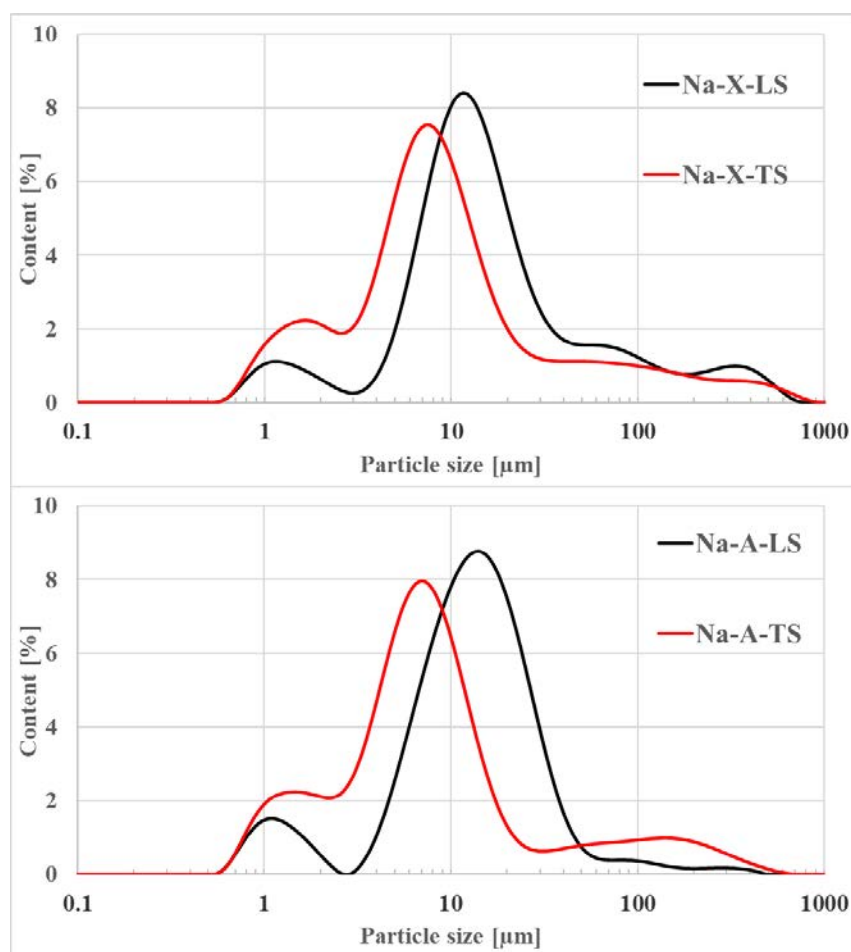 10
8
6
4
2
0
Content [%]
Na-X-LS
Na-X-TS
0.1 1 10 100 1000
Particle size [μm]
10
8
6
4
2
0
Content [%]
Na-A-LS
Na-A-TS
0.1 1 10 100 1000
Particle size [μm]